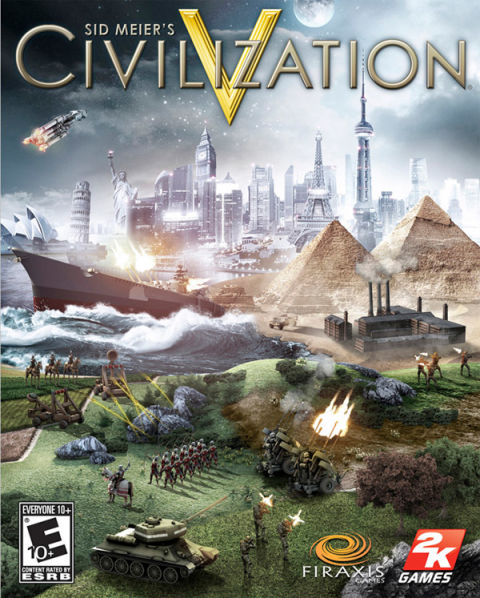 SID MEIER'S
CIVILIZATION®
V
EVERYONE 10+
E
10+
®
CONTENT RATED BY
ESRB
FIRAXIS
GAMES
2K
GAMES